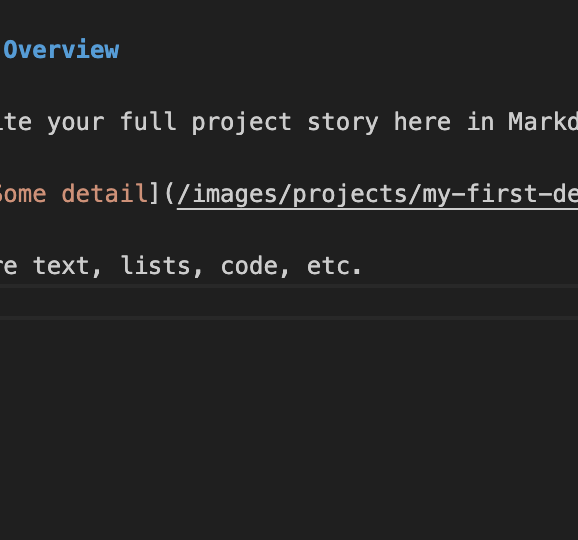 Overview
ite your full project story here in Markd
Some detail](/images/projects/my-first-de
re text, lists, code, etc.